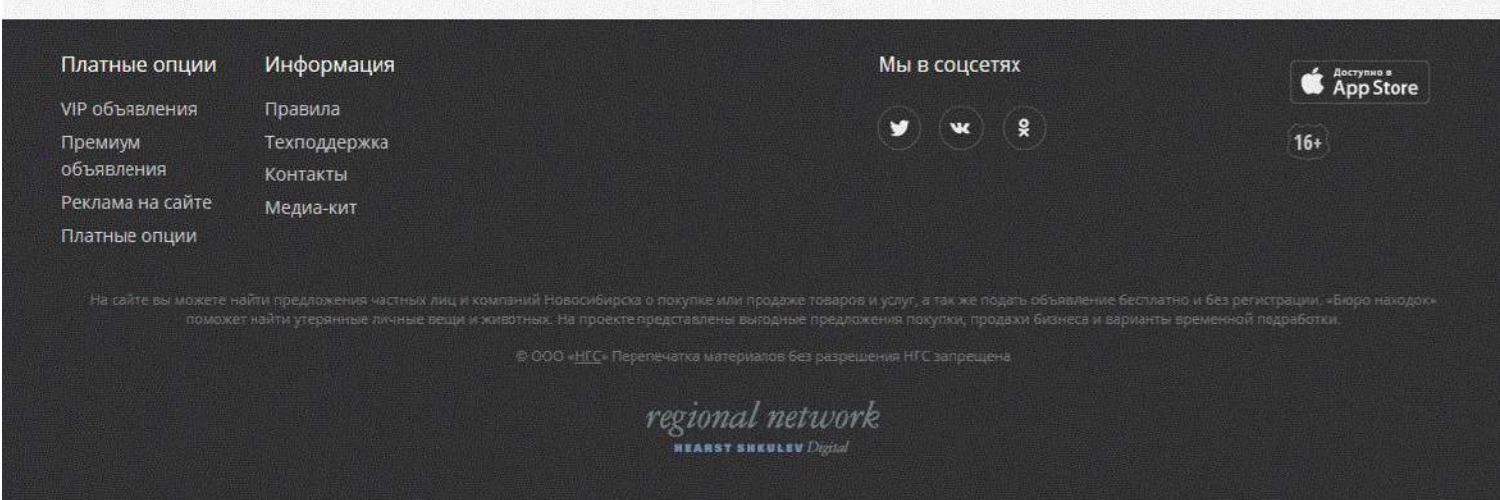 Платные опции
VIP объявления
Премиум
объявления
Реклама на сайте
Платные опции
Информация
Правила
Техподдержка
Контакты
Медиа-кит
Мы в соцсетях
Доступно в
App Store
16+
На сайте вы можете найти предложения частных лиц и компаний Новосибирска о покупке или продаже товаров и услуг, а так же подать объявление бесплатно и без регистрации. «Бюро находок»
поможет найти утерянные личные вещи и животных. На проекте представлены выгодные предложения покупки, продажи бизнеса и варианты временной подработки.
© ООО «НГС» Перепечатка материалов без разрешения НГС запрещена
regional network
HEARST SHKULEV Digital